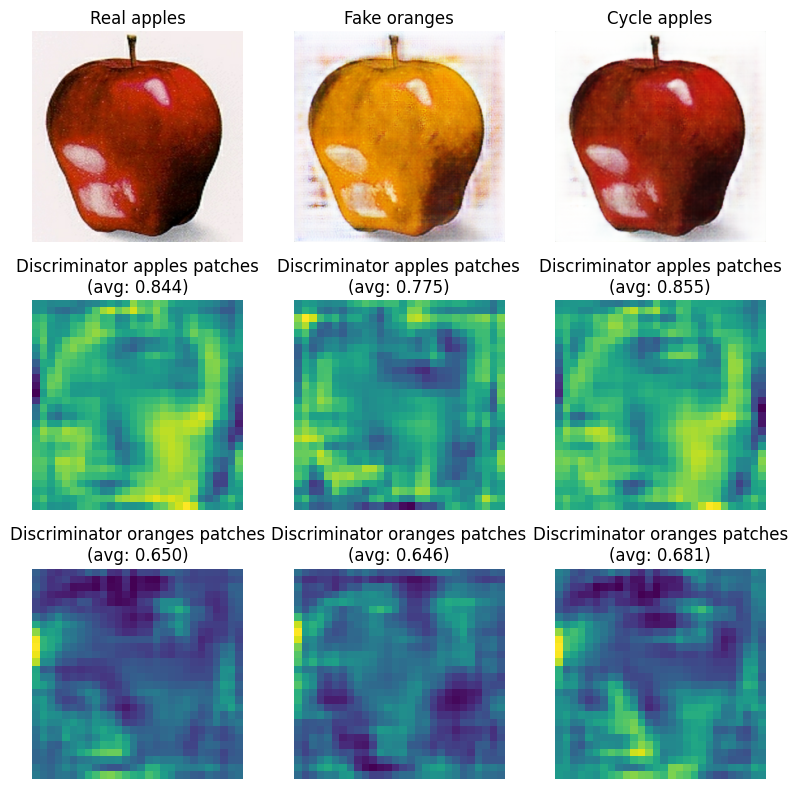 Real apples
Fake oranges
Cycle apples
Discriminator apples patches
(avg: 0.844)
Discriminator apples patches
(avg: 0.775)
Discriminator apples patches
(avg: 0.855)
Discriminator oranges patches
(avg: 0.650)
Discriminator oranges patches
(avg: 0.646)
Discriminator oranges patches
(avg: 0.681)